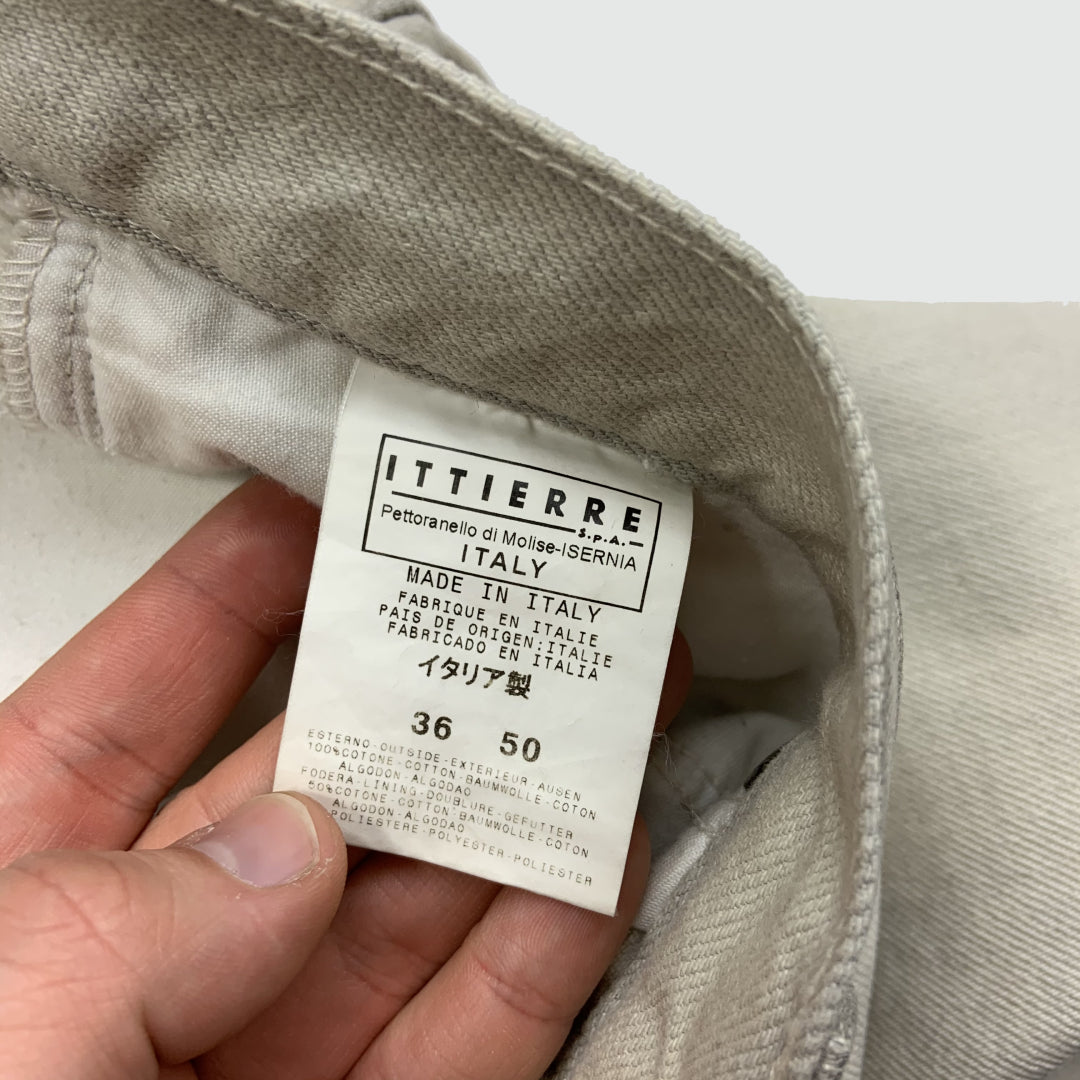 ITTIERRE
S.P.A.
Pettoranello di Molise-ISERNIA
ITALY
MADE IN ITALY
FABRIQUE EN ITALIE
PAIS DE ORIGEN:ITALIE
FABRICADO EN ITALIA
イタリア製
36 50
ESTERNO-OUTSIDE-EXTERIEUR-AUSEN
100%COTONE-COTTON-BAUMWOLLE-COTON
ALGODON-ALGODAO
FODERA-LINING-DOUBLURE-GEFUTTER
50%COTONE-COTTON-BAUMWOLLE-COTON
ALGODON-ALGODAO
POLIESTERE-POLYESTER-POLIESTER